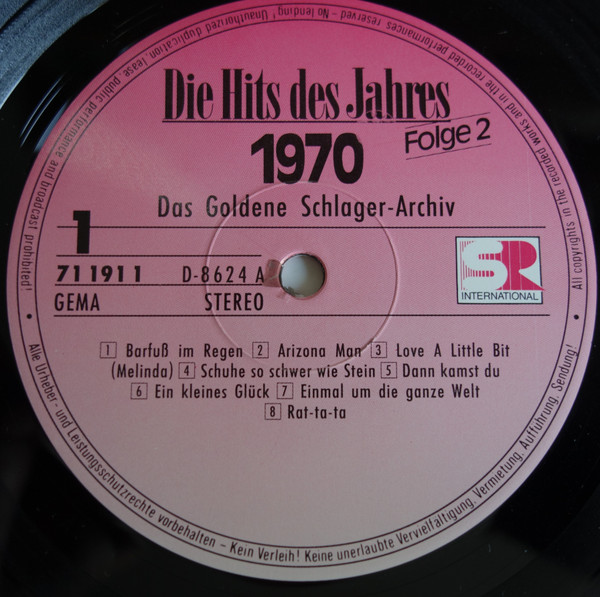 Die Hits des Jahres
1970
Folge 2
Das Goldene Schlager-Archiv
1
71 191 1 D-8624 A
GEMA STEREO
SR
INTERNATIONAL
1 Barfuß im Regen 2 Arizona Man 3 Love A Little Bit
(Melinda) 4 Schuhe so schwer wie Stein 5 Dann kamst du
6 Ein kleines Glück 7 Einmal um die ganze Welt
8 Rat-ta-ta
All copyrights in the recorded works and in the recorded performances reserved – No lending! Unauthorized duplication, lease, public performance and broadcast prohibited!
• Alle Urheber- und Leistungsschutzrechte vorbehalten – Kein Verleih! Keine unerlaubte Vervielfältigung, Vermietung, Aufführung, Sendung! •